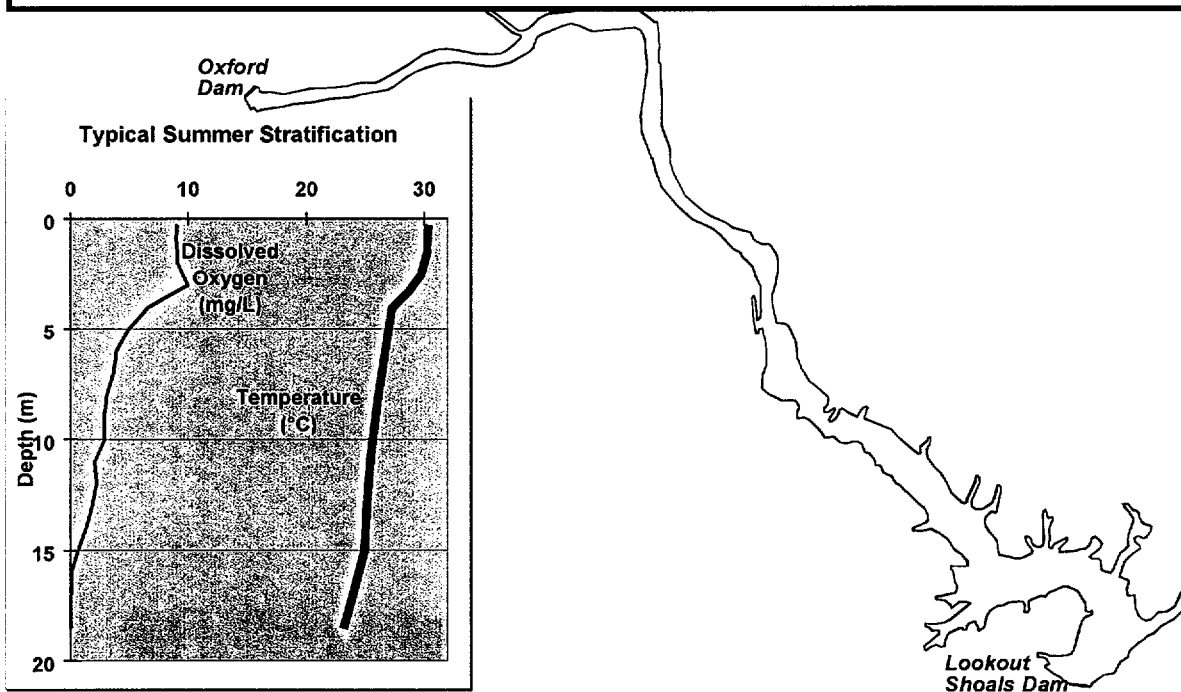 Oxford
Dam
Typical Summer Stratification
0 10 20 30
0
Dissolved
Oxygen
(mg/L)
5
Temperature
(°C)
10
Depth (m)
15
20
Lookout
Shoals Dam